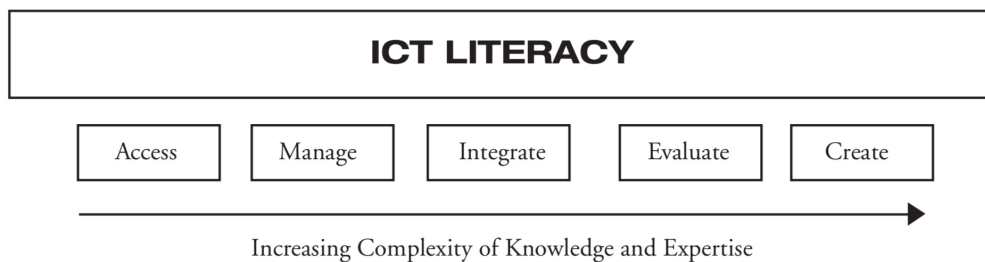 ICT LITERACY
Access Manage Integrate Evaluate Create
Increasing Complexity of Knowledge and Expertise